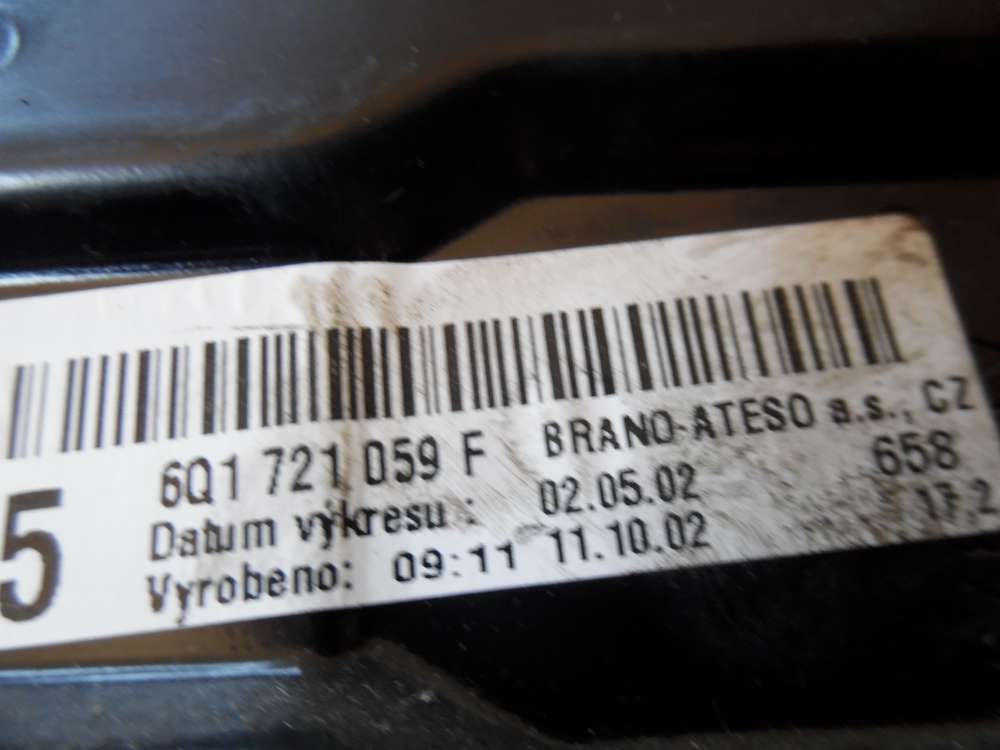 6Q1 721 059 F BRANO-ATESO a.s., CZ
5 Datum výkresu : 02.05.02 658
Vyrobeno: 09:11 11.10.02 17.2